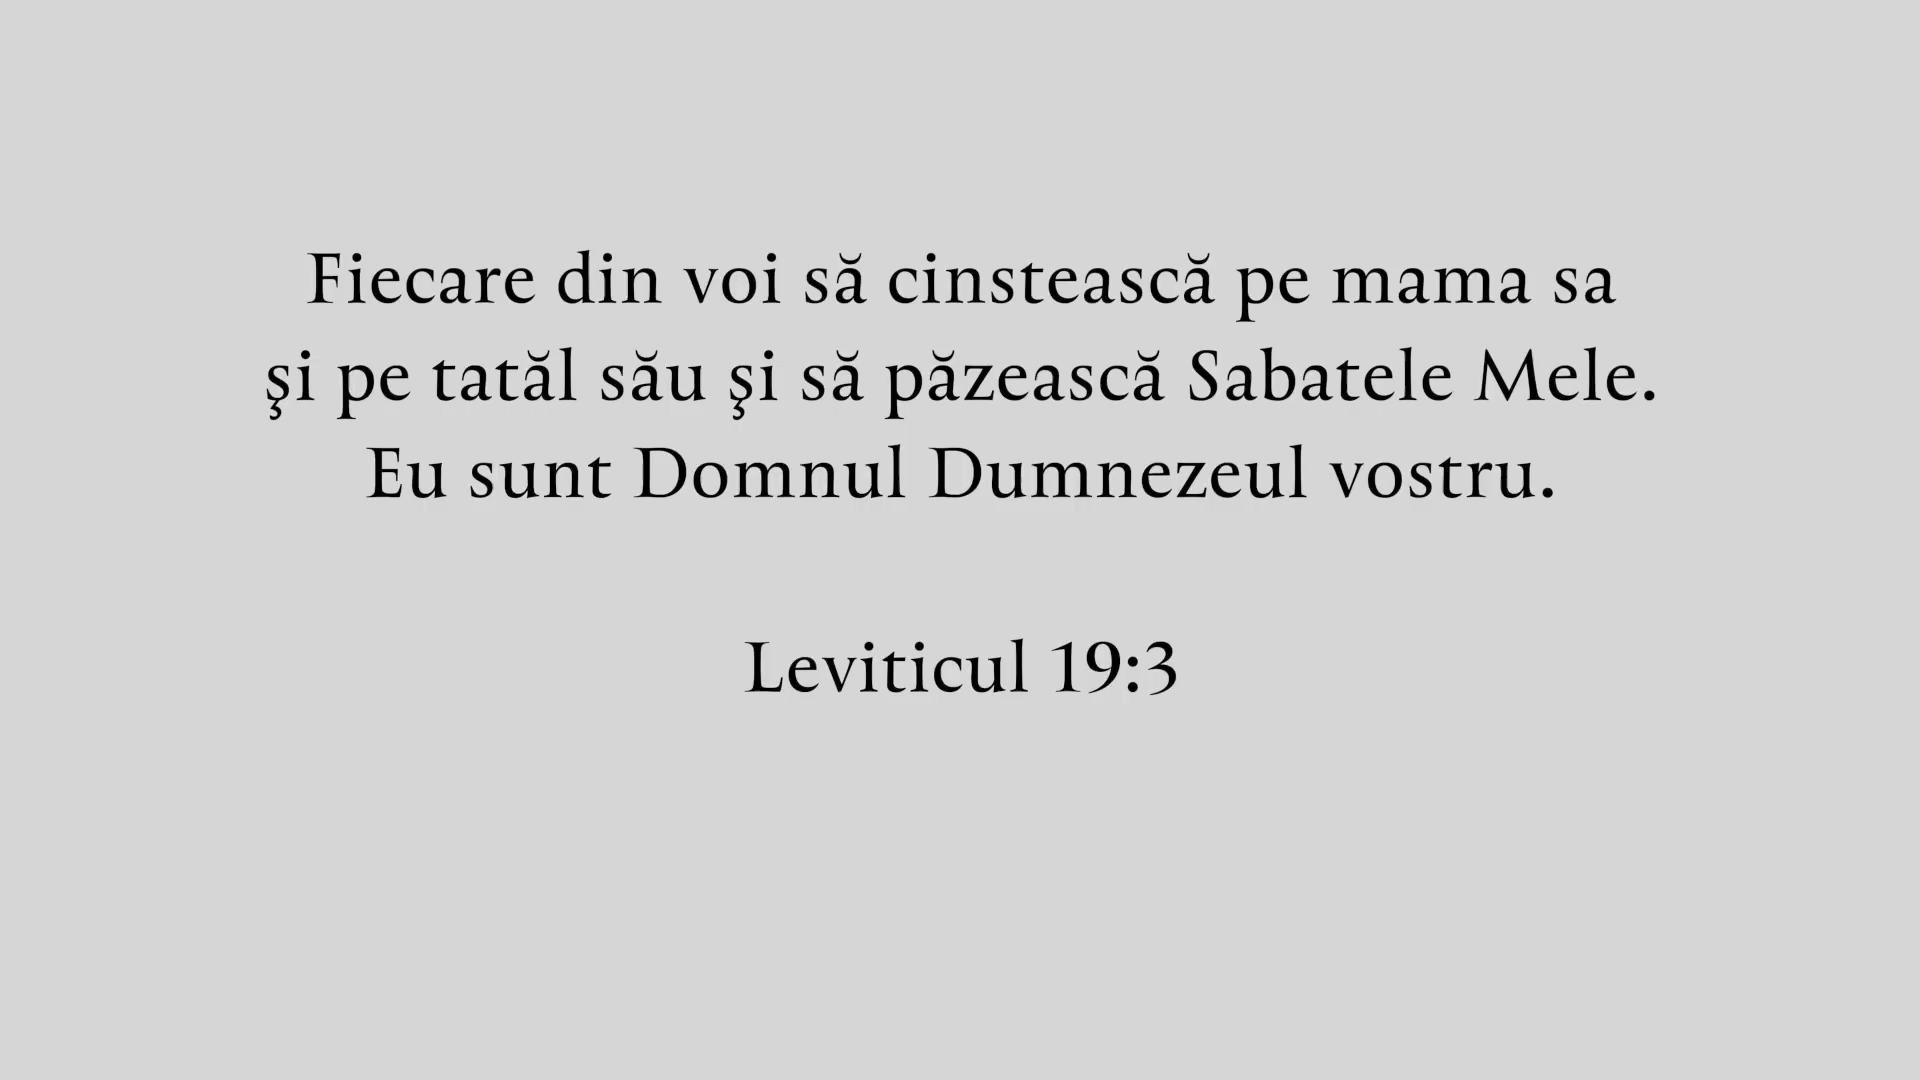 Fiecare din voi să cinstească pe mama sa
şi pe tatăl său şi să păzească Sabatele Mele.
Eu sunt Domnul Dumnezeul vostru.
Leviticul 19:3